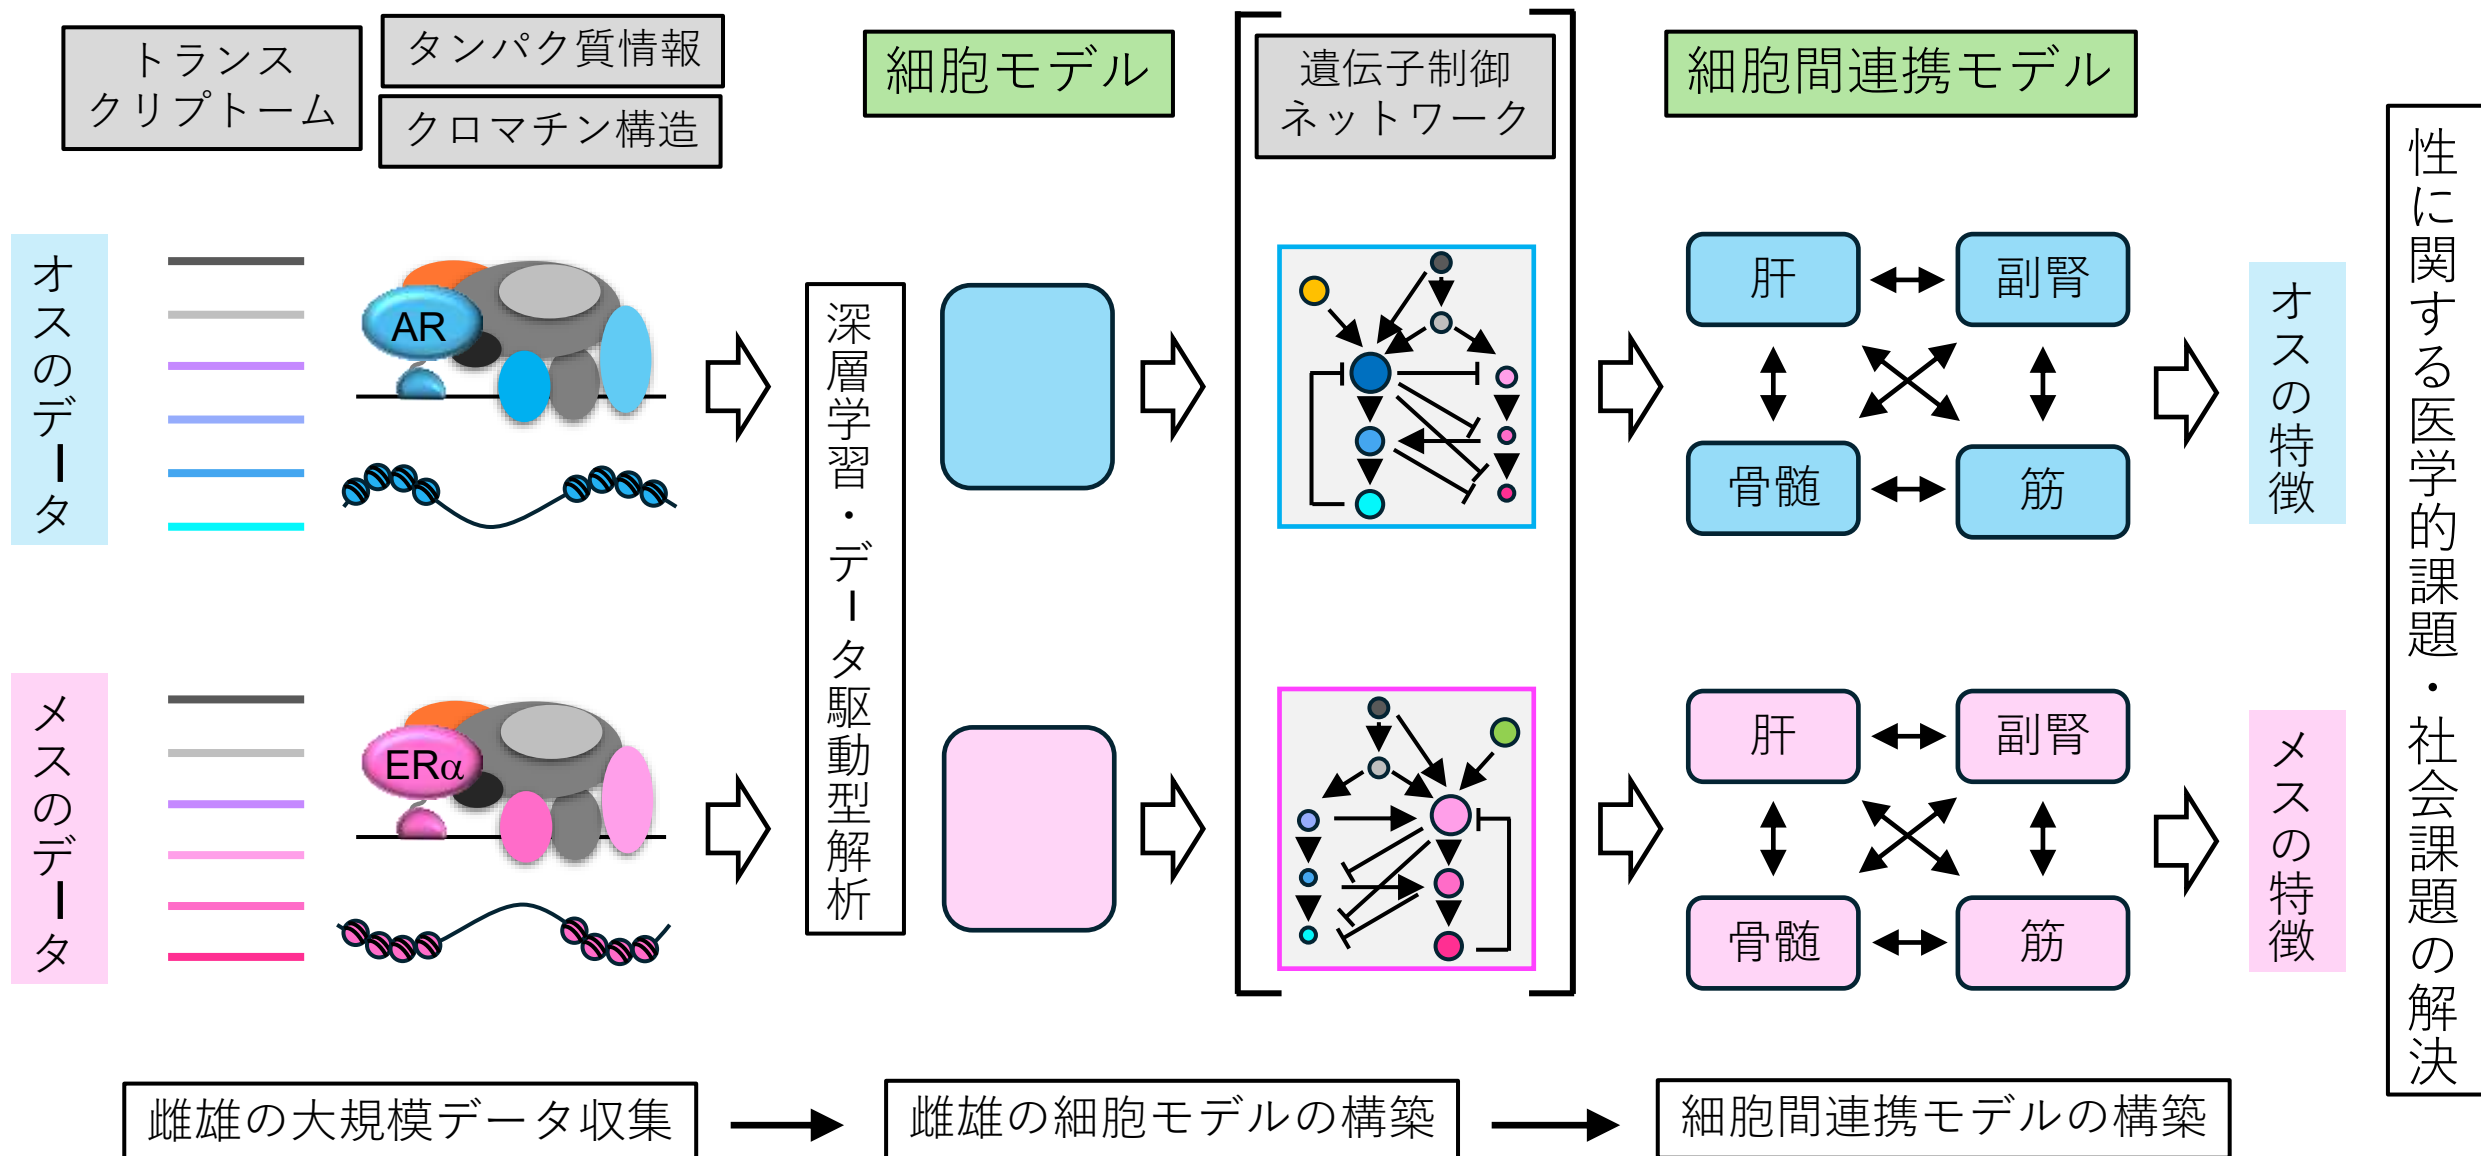 トランス
クリプトーム
タンパク質情報
クロマチン構造
細胞モデル
遺伝子制御
ネットワーク
細胞間連携モデル
オスのデータ
AR
深層学習・データ駆動型解析
肝
副腎
骨髄
筋
オスの特徴
性に関する医学的課題・社会課題の解決
メスのデータ
ERα
肝
副腎
骨髄
筋
メスの特徴
雌雄の大規模データ収集
雌雄の細胞モデルの構築
細胞間連携モデルの構築